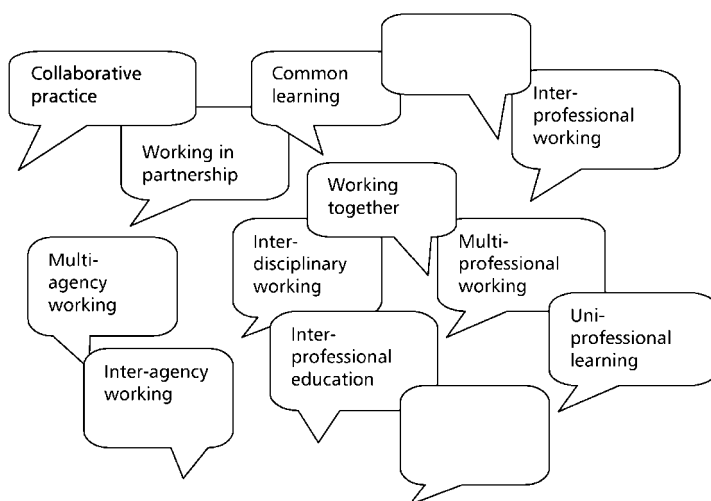 Collaborative
practice
Common
learning
Inter-
professional
working
Working in
partnership
Working
together
Multi-
agency
working
Inter-
disciplinary
working
Multi-
professional
working
Uni-
professional
learning
Inter-agency
working
Inter-
professional
education